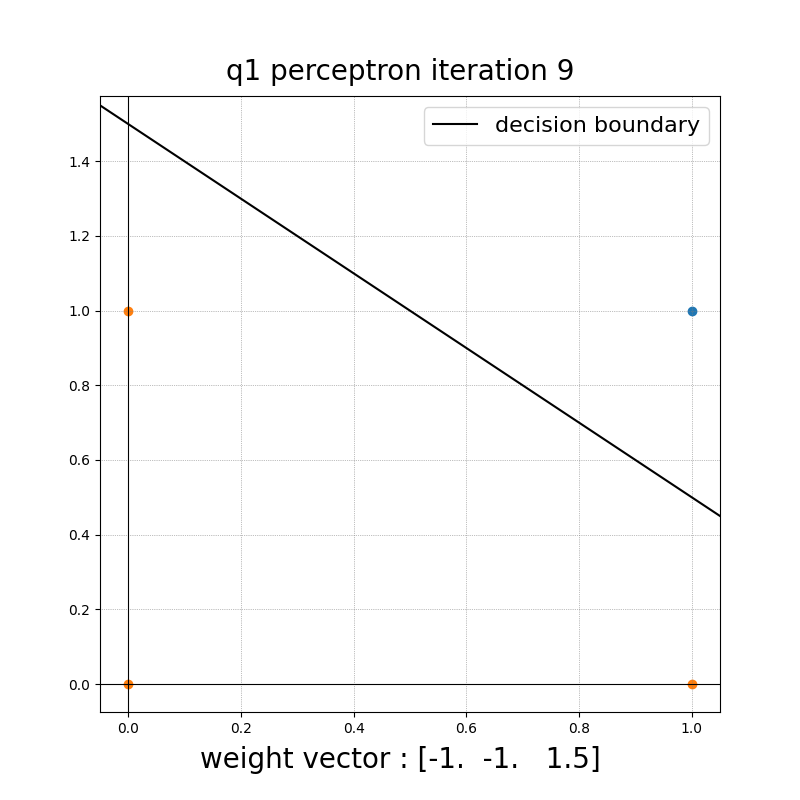 q1 perceptron iteration 9
decision boundary
1.4
1.2
1.0
0.8
0.6
0.4
0.2
0.0
0.0 0.2 0.4 0.6 0.8 1.0
weight vector : [-1.  -1.   1.5]